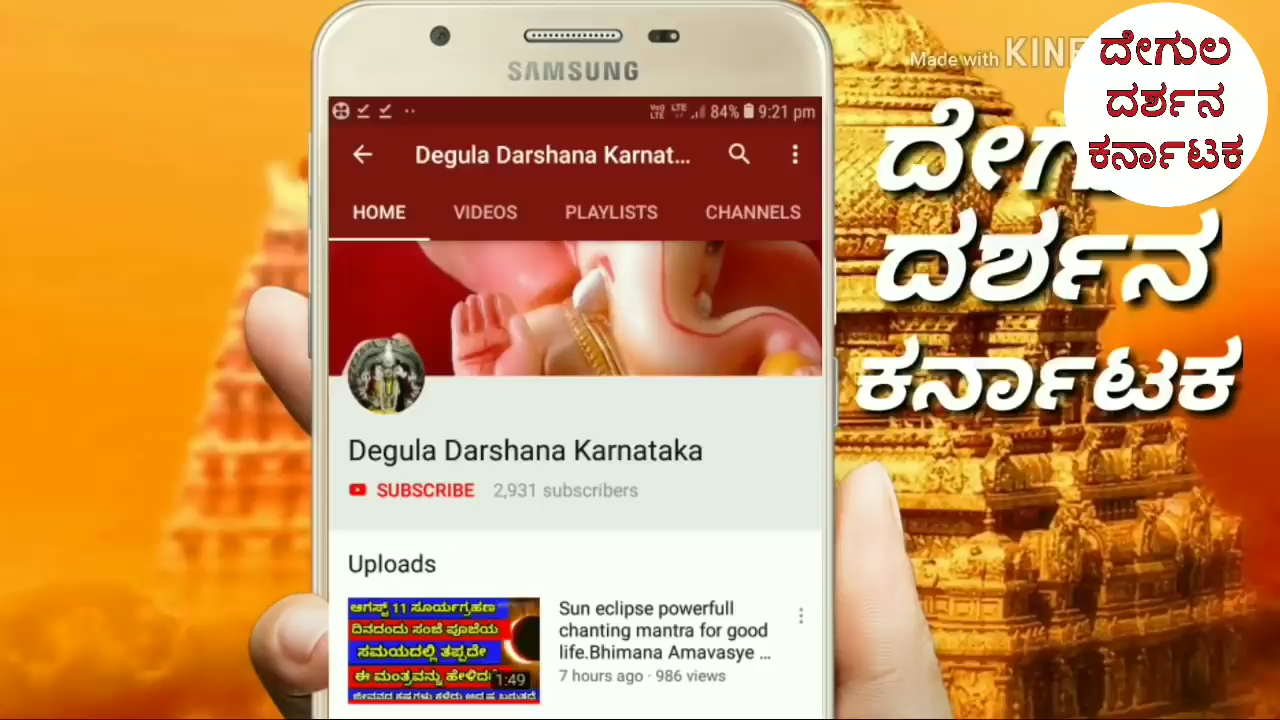 Made with KINE
ದೇಗುಲ
ದರ್ಶನ
ಕರ್ನಾಟಕ
SAMSUNG
84% 9:21 pm
Degula Darshana Karnat...
HOME VIDEOS PLAYLISTS CHANNELS
ದರ್ಶನ
ಕರ್ನಾಟಕ
Degula Darshana Karnataka
SUBSCRIBE 2,931 subscribers
Uploads
ಆಗಸ್ಟ್ 11 ಸೂರ್ಯಗ್ರಹಣ
ದಿನದಂದು ಸಂಜೆ ಪೂಜೆಯ
ಸಮಯದಲ್ಲಿ ತಪ್ಪದೇ
ಈ ಮಂತ್ರವನ್ನು
1:49
Sun eclipse powerfull
chanting mantra for good
life.Bhimana Amavasye ...
7 hours ago · 986 views